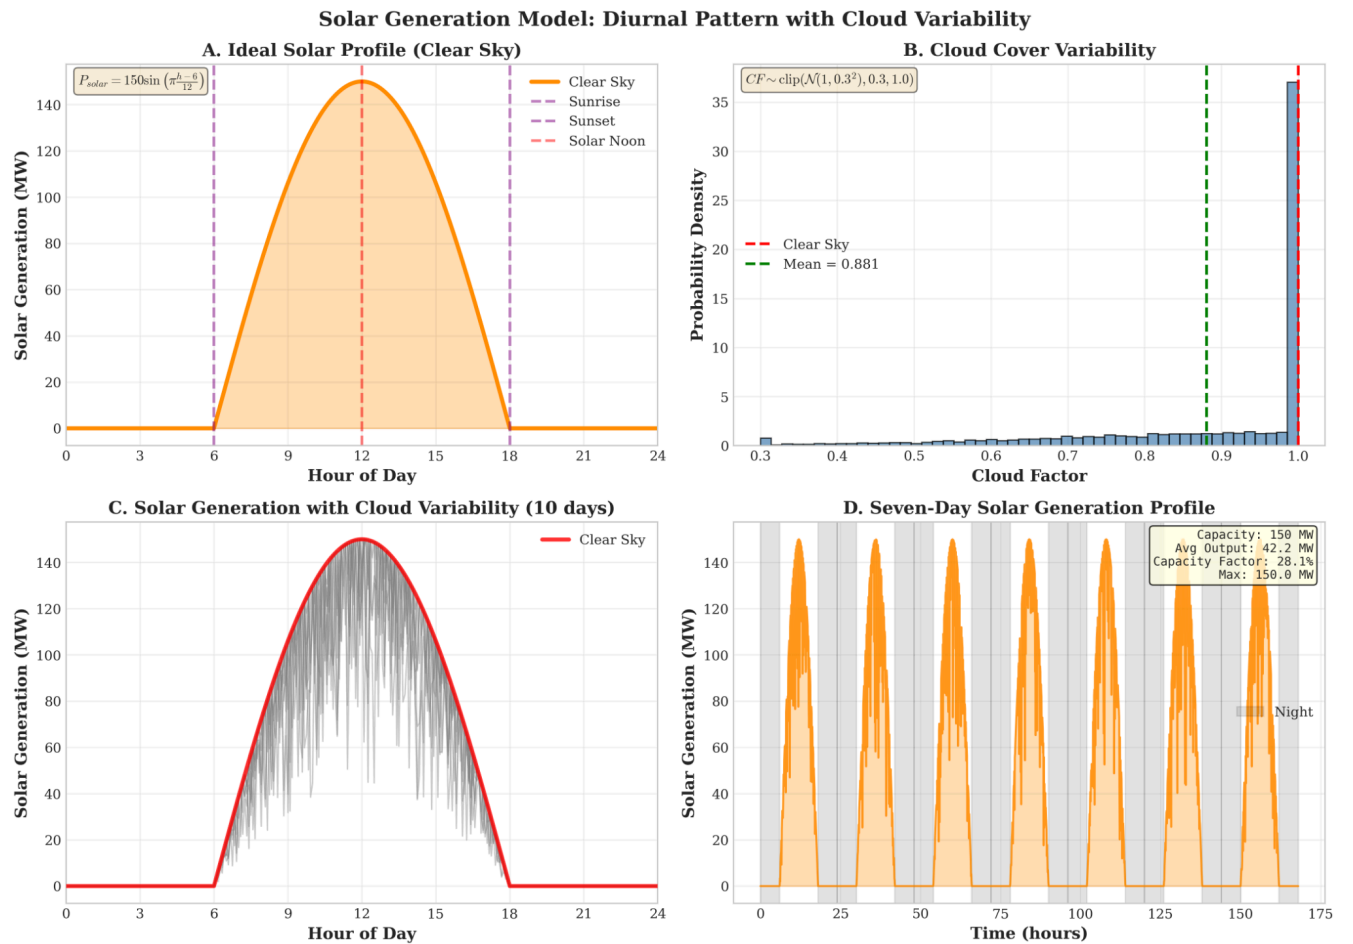 Solar Generation Model: Diurnal Pattern with Cloud Variability
A. Ideal Solar Profile (Clear Sky)
P_solar = 150sin (π h−6/12)
Clear Sky
Sunrise
Sunset
Solar Noon
Solar Generation (MW)
140
120
100
80
60
40
20
0
0 3 6 9 12 15 18 21 24
Hour of Day
B. Cloud Cover Variability
CF ~ clip(𝒩(1, 0.3²), 0.3, 1.0)
Clear Sky
Mean = 0.881
Probability Density
35
30
25
20
15
10
5
0
0.3 0.4 0.5 0.6 0.7 0.8 0.9 1.0
Cloud Factor
C. Solar Generation with Cloud Variability (10 days)
Clear Sky
Solar Generation (MW)
140
120
100
80
60
40
20
0
0 3 6 9 12 15 18 21 24
Hour of Day
D. Seven-Day Solar Generation Profile
Capacity: 150 MW
Avg Output: 42.2 MW
Capacity Factor: 28.1%
Max: 150.0 MW
Night
Solar Generation (MW)
140
120
100
80
60
40
20
0
0 25 50 75 100 125 150 175
Time (hours)